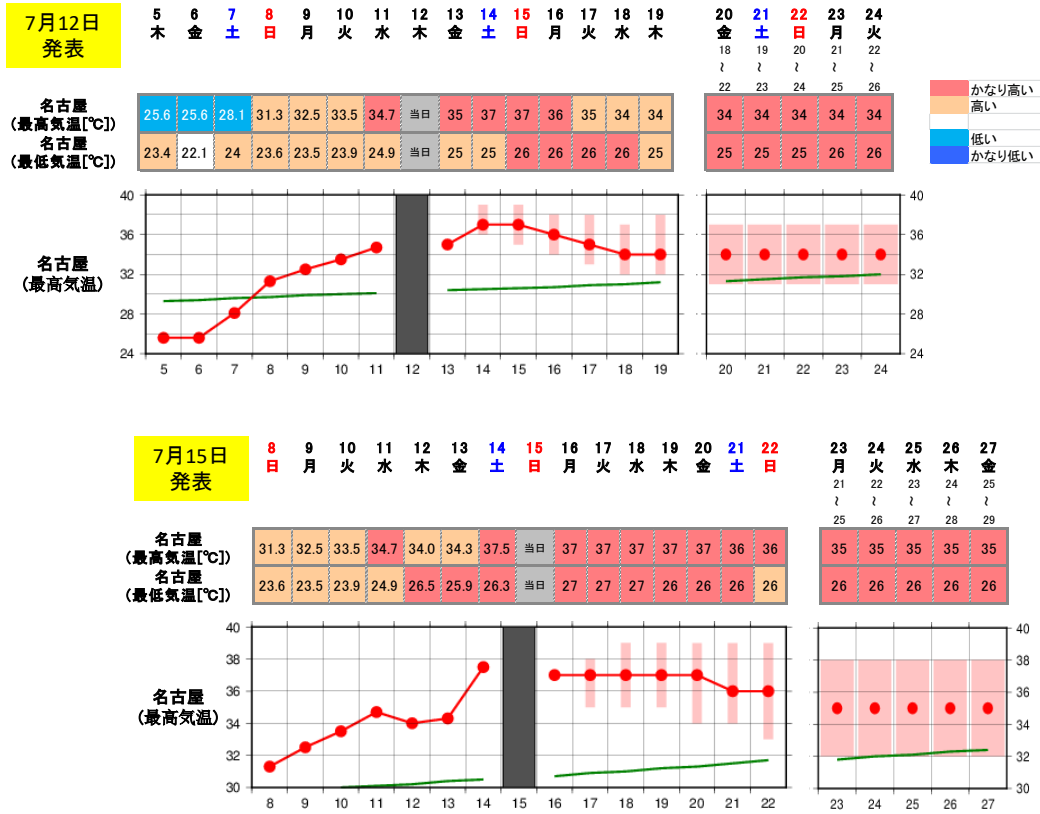 7月12日
発表
5 6 7 8 9 10 11 12 13 14 15 16 17 18 19 20 21 22 23 24
木 金 土 日 月 火 水 木 金 土 日 月 火 水 木 金 土 日 月 火
18 19 20 21 22
~ ~ ~ ~ ~
22 23 24 25 26
名古屋
(最高気温[℃])
25.6 25.6 28.1 31.3 32.5 33.5 34.7 当日 35 37 37 36 35 34 34 34 34 34 34 34
名古屋
(最低気温[℃])
23.4 22.1 24 23.6 23.5 23.9 24.9 当日 25 25 26 26 26 26 25 25 25 25 26 26
かなり高い
高い
低い
かなり低い
40 40
36 36
32 32
28 28
24 24
名古屋
(最高気温)
5 6 7 8 9 10 11 12 13 14 15 16 17 18 19 20 21 22 23 24
7月15日
発表
8 9 10 11 12 13 14 15 16 17 18 19 20 21 22 23 24 25 26 27
日 月 火 水 木 金 土 日 月 火 水 木 金 土 日 月 火 水 木 金
21 22 23 24 25
~ ~ ~ ~ ~
25 26 27 28 29
名古屋
(最高気温[℃])
31.3 32.5 33.5 34.7 34.0 34.3 37.5 当日 37 37 37 37 37 36 36 35 35 35 35 35
名古屋
(最低気温[℃])
23.6 23.5 23.9 24.9 26.5 25.9 26.3 当日 27 27 27 26 26 26 26 26 26 26 26 26
40 40
38 38
36 36
34 34
32 32
30 30
名古屋
(最高気温)
8 9 10 11 12 13 14 15 16 17 18 19 20 21 22 23 24 25 26 27